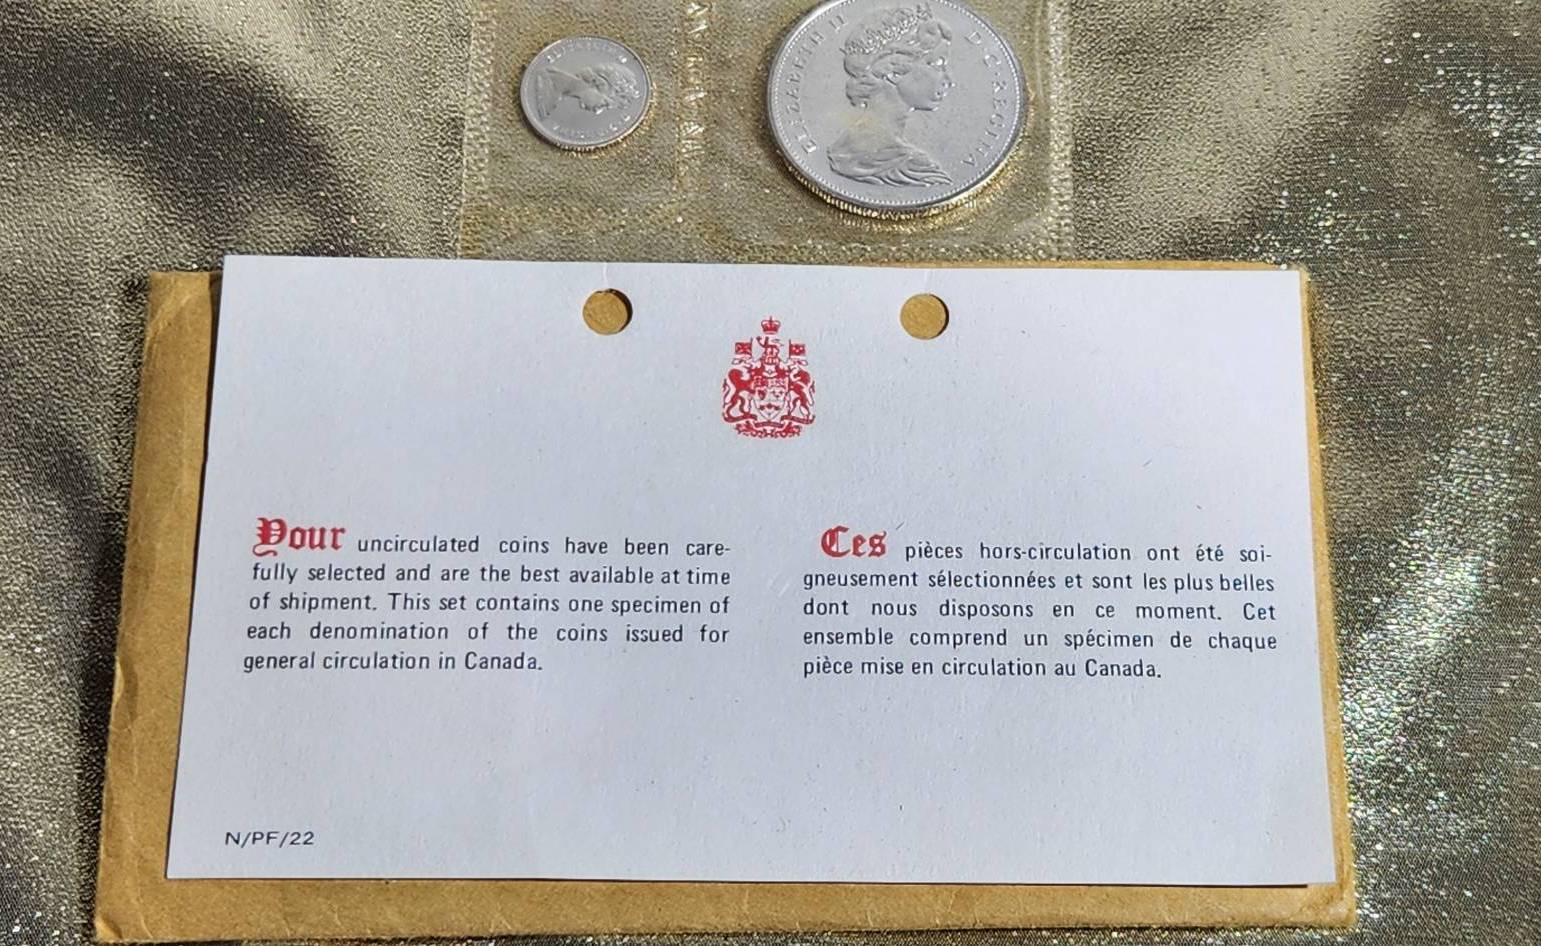 ELIZABETH II D·G·REGINA
Your uncirculated coins have been care-
fully selected and are the best available at time
of shipment. This set contains one specimen of
each denomination of the coins issued for
general circulation in Canada.
Ces pièces hors-circulation ont été soi-
gneusement sélectionnées et sont les plus belles
dont nous disposons en ce moment. Cet
ensemble comprend un spécimen de chaque
pièce mise en circulation au Canada.
N/PF/22